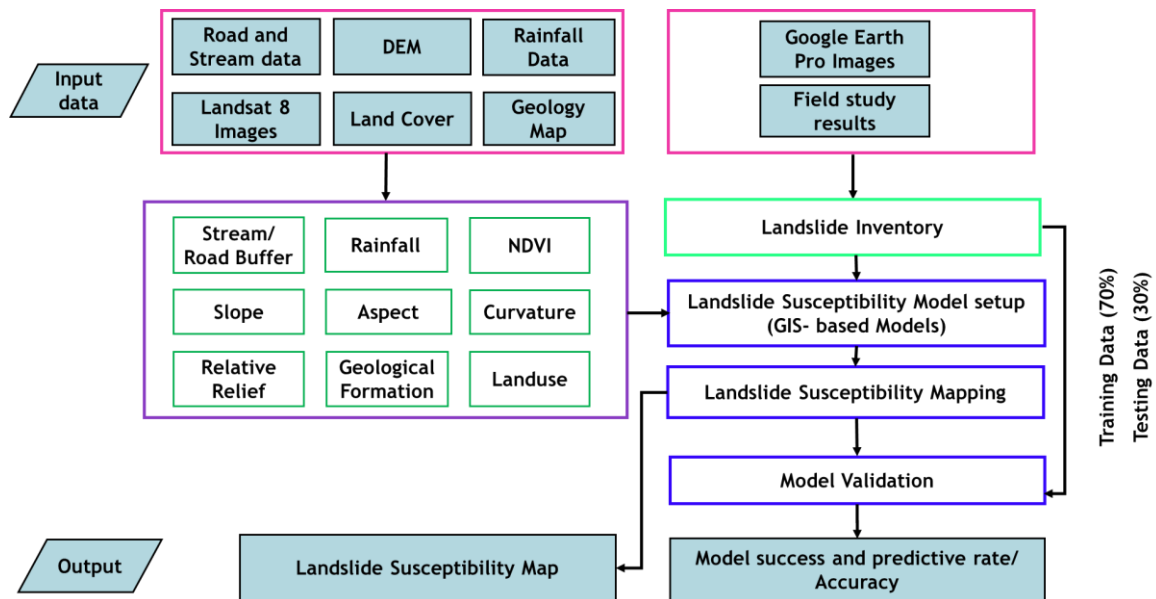 Input
data
Road and
Stream data
DEM
Rainfall
Data
Landsat 8
Images
Land Cover
Geology
Map
Google Earth
Pro Images
Field study
results
Stream/
Road Buffer
Rainfall
NDVI
Slope
Aspect
Curvature
Relative
Relief
Geological
Formation
Landuse
Landslide Inventory
Landslide Susceptibility Model setup
(GIS- based Models)
Landslide Susceptibility Mapping
Model Validation
Training Data (70%)
Testing Data (30%)
Output
Landslide Susceptibility Map
Model success and predictive rate/
Accuracy